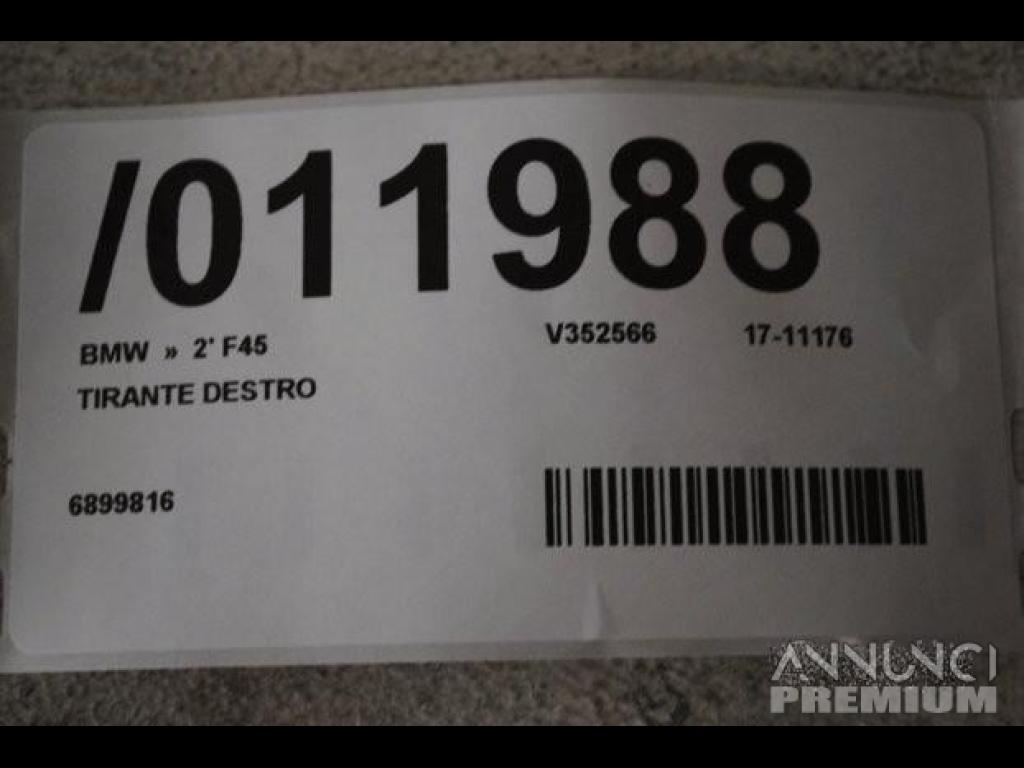 /011988
BMW » 2' F45 V352566 17-11176
TIRANTE DESTRO
6899816
ANNUNCI
PREMIUM